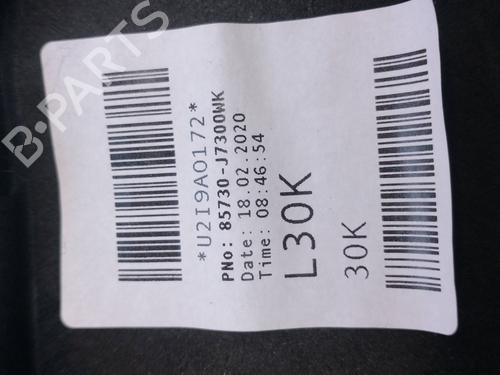 *U2I9A0172*
PNo: 85730-J7300WK
Date: 18.02.2020
Time: 08:46:54
L30K
30K
B-PARTS